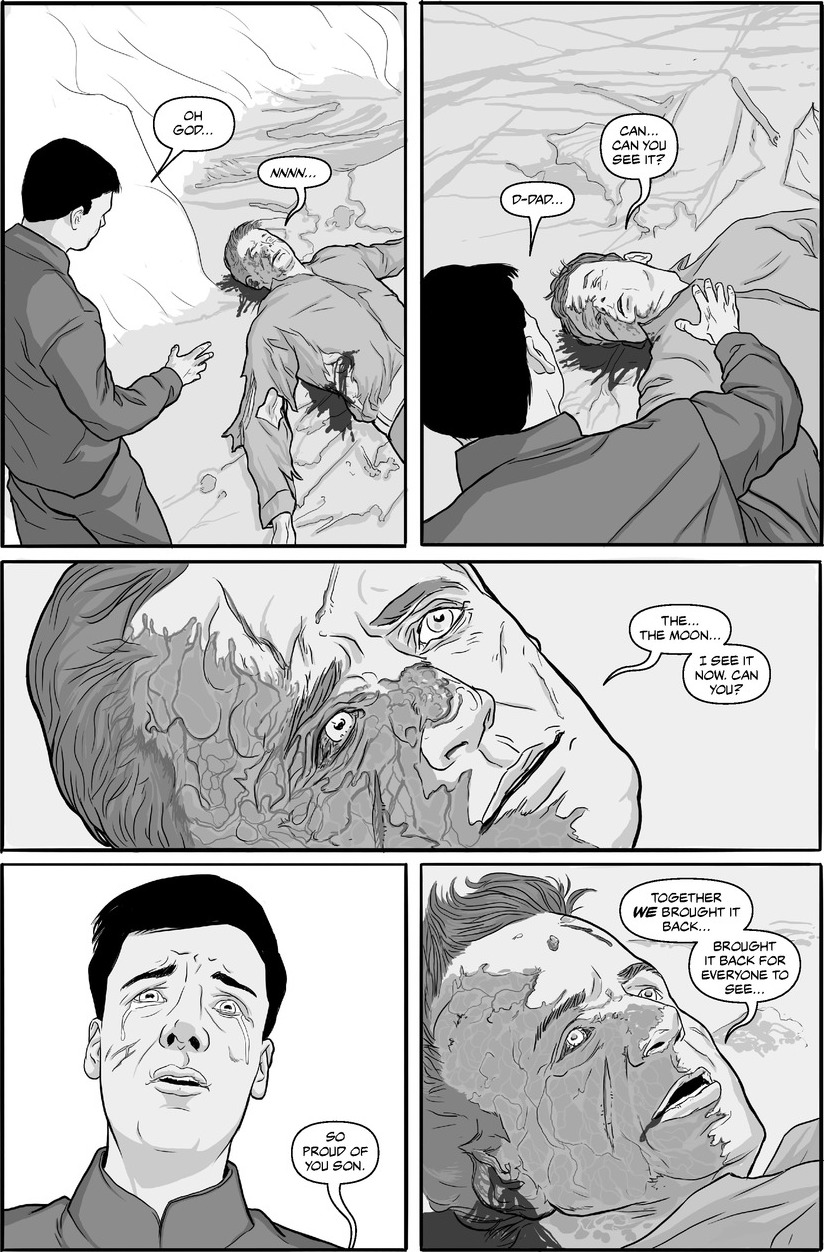 OH
GOD...
NNNN...
CAN...
CAN YOU
SEE IT?
D-DAD...
THE...
THE MOON...
I SEE IT
NOW. CAN
YOU?
SO
PROUD OF
YOU SON.
TOGETHER
WE BROUGHT IT
BACK...
BROUGHT
IT BACK FOR
EVERYONE TO
SEE...